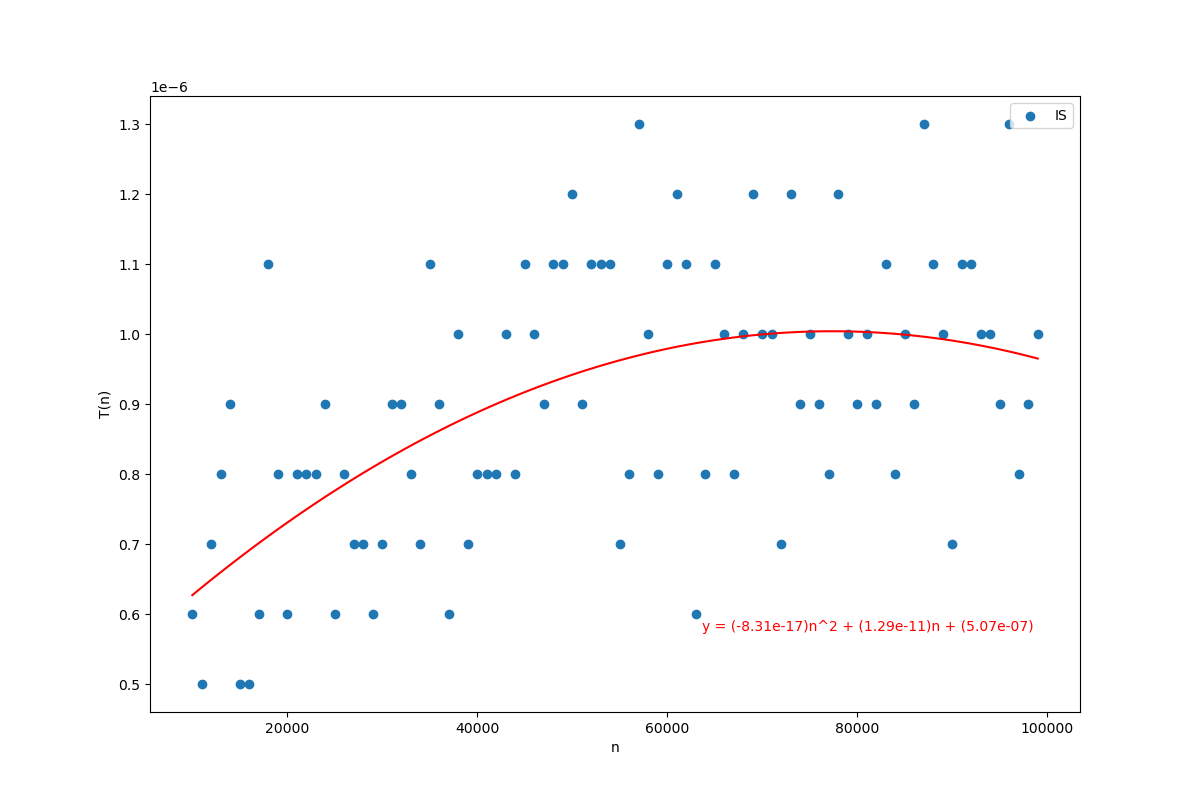 1e−6
IS
1.3
1.2
1.1
1.0
0.9
0.8
0.7
0.6
0.5
T(n)
y = (-8.31e-17)n^2 + (1.29e-11)n + (5.07e-07)
20000 40000 60000 80000 100000
n